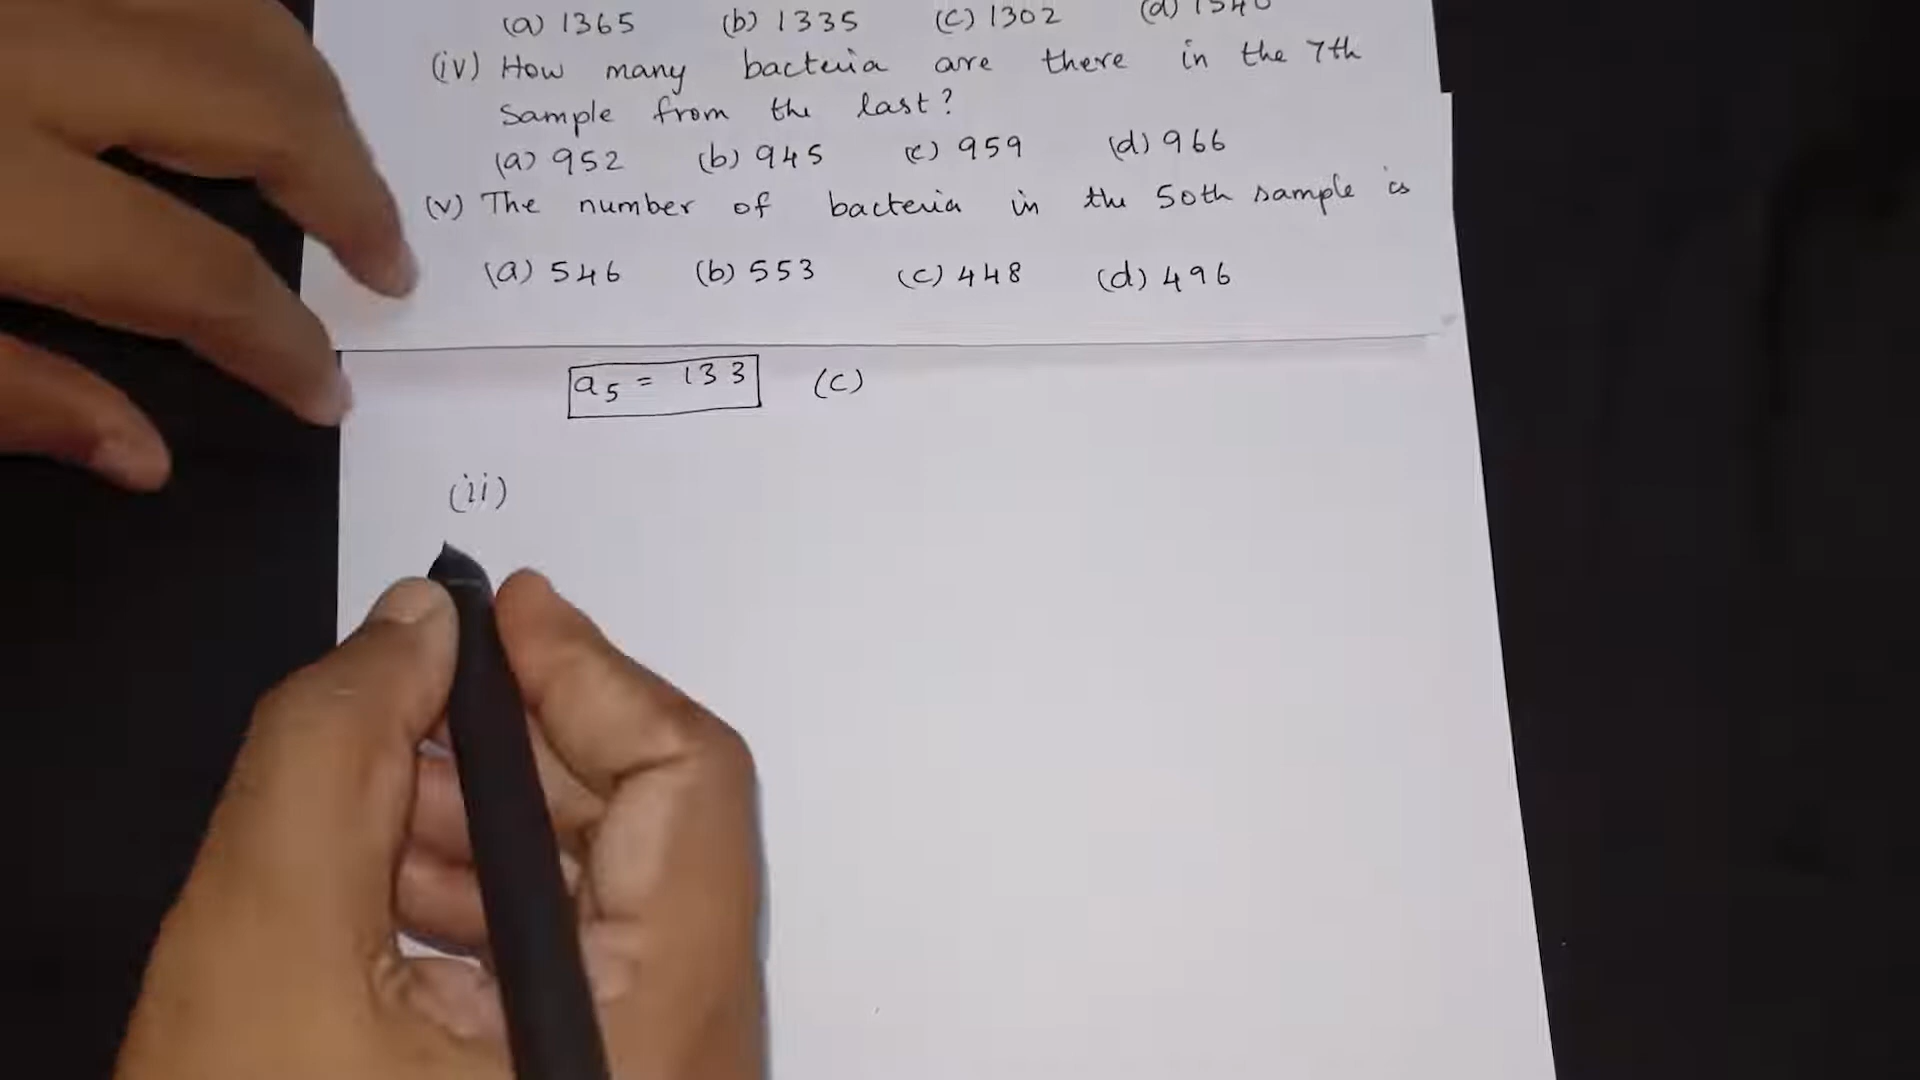 (a) 1365 (b) 1335 (c) 1302 (d) 1340
(iv) How many bacteria are there in the 7th
Sample from the last?
(a) 952 (b) 945 (c) 959 (d) 966
(v) The number of bacteria in the 50th sample is
(a) 546 (b) 553 (c) 448 (d) 496
a5 = 133 (c)
(ii)